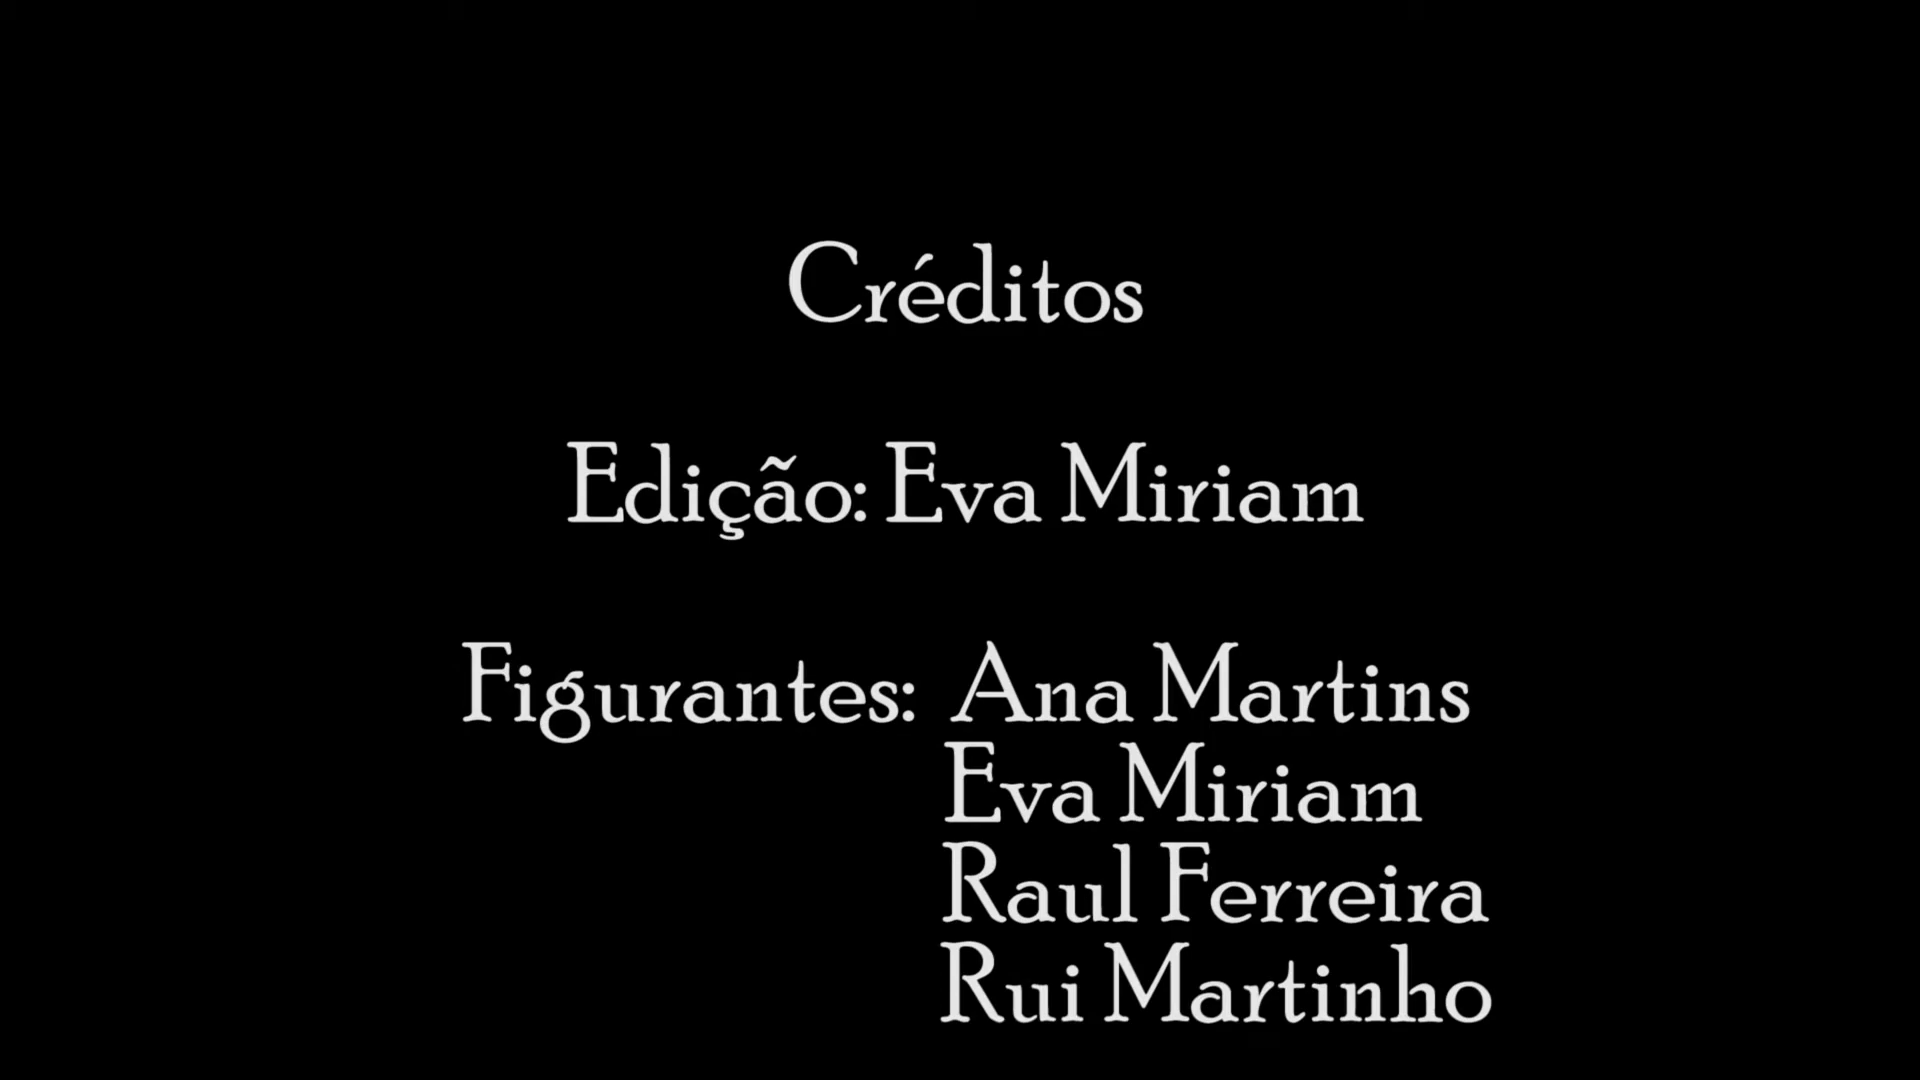 Créditos
Edição: Eva Miriam
Figurantes: Ana Martins
Eva Miriam
Raul Ferreira
Rui Martinho